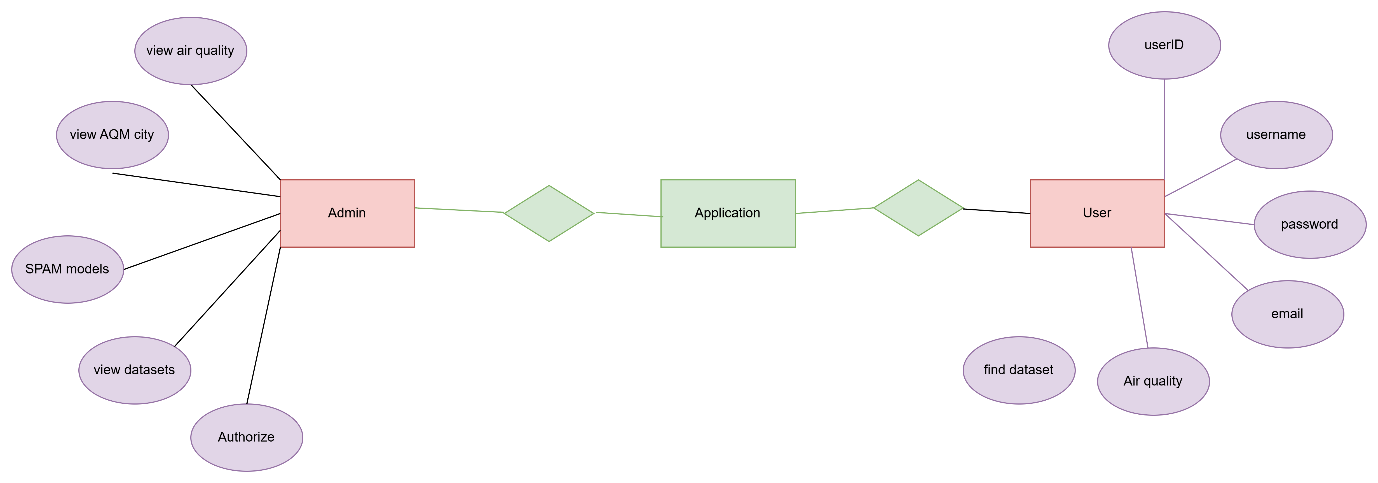 view air quality
userID
view AQM city
username
Admin
Application
User
password
SPAM models
email
view datasets
find dataset
Air quality
Authorize